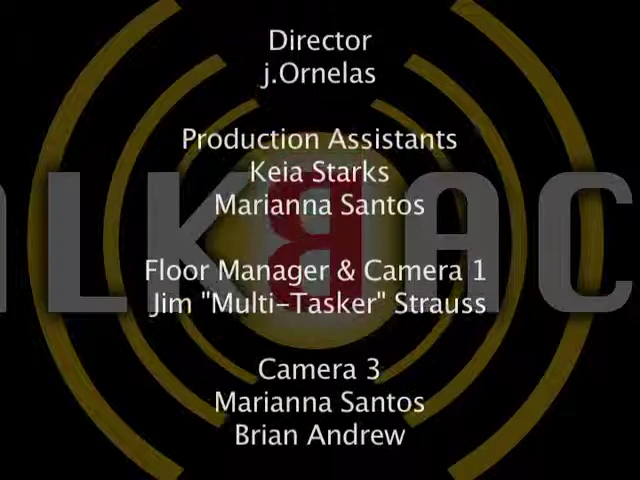 Director
j.Ornelas
Production Assistants
Keia Starks
Marianna Santos
ALKBAC
Floor Manager & Camera 1
Jim "Multi-Tasker" Strauss
Camera 3
Marianna Santos
Brian Andrew